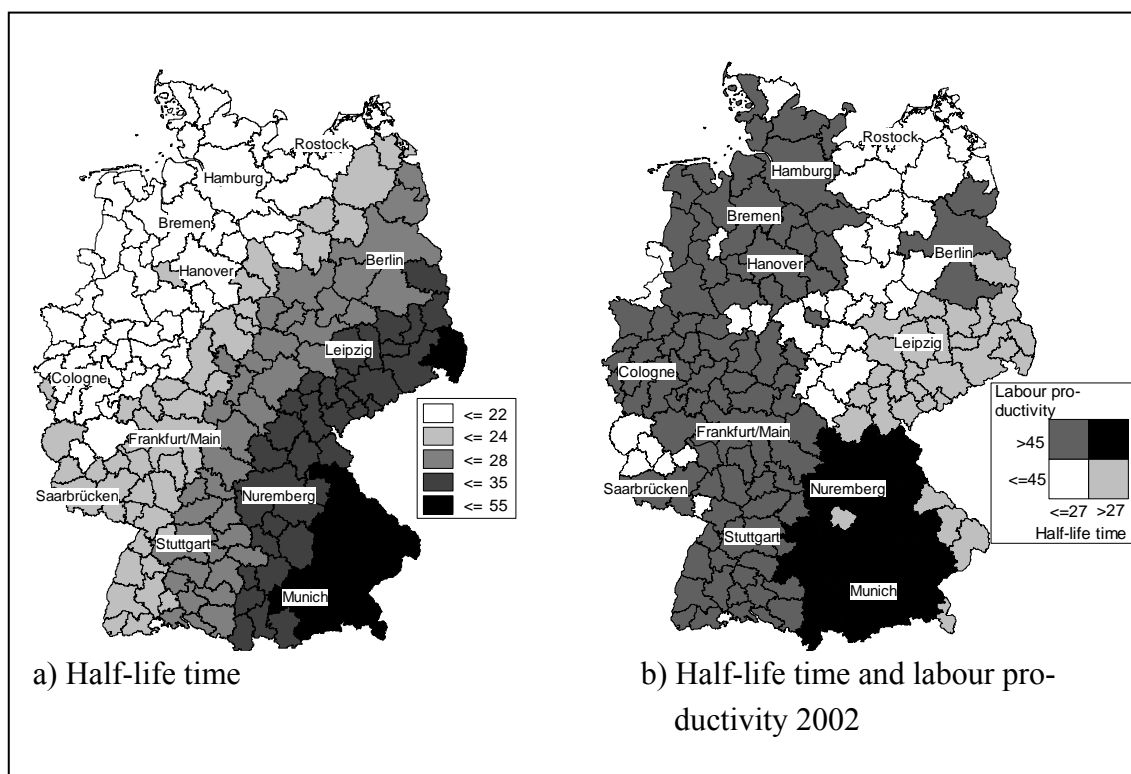 Rostock
Hamburg
Bremen
Berlin
Hanover
Leipzig
Cologne
Frankfurt/Main
Saarbrücken
Nuremberg
Stuttgart
Munich
<= 22
<= 24
<= 28
<= 35
<= 55
a) Half-life time
Rostock
Hamburg
Bremen
Berlin
Hanover
Leipzig
Cologne
Frankfurt/Main
Saarbrücken
Nuremberg
Stuttgart
Munich
Labour pro-
ductivity
>45
<=45
<=27 >27
Half-life time
b) Half-life time and labour pro-
ductivity 2002